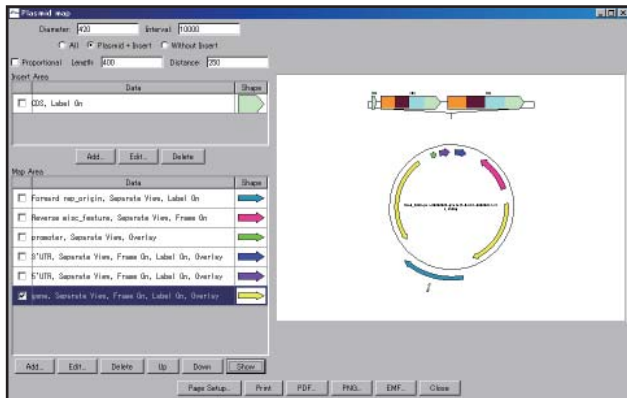 Plasmid map
Diameter: 420 Interval: 10000
All Plasmid + Insert Without Insert
Proportional Length: 400 Distance: 350
Insert Area
Data Shape
CDS, Label On
Add... Edit... Delete
Map Area
Data Shape
Forward rep_origin, Separate View, Label On
Reverse misc_feature, Separate View, Frame On
promoter, Separate View, Overlay
3'UTR, Separate View, Frame On, Label On, Overlay
5'UTR, Separate View, Frame On, Label On, Overlay
gene, Separate View, Frame On, Label On, Overlay
Add... Edit... Delete Up Down Show
Page Setup... Print PDF... PNG... EMF... Close